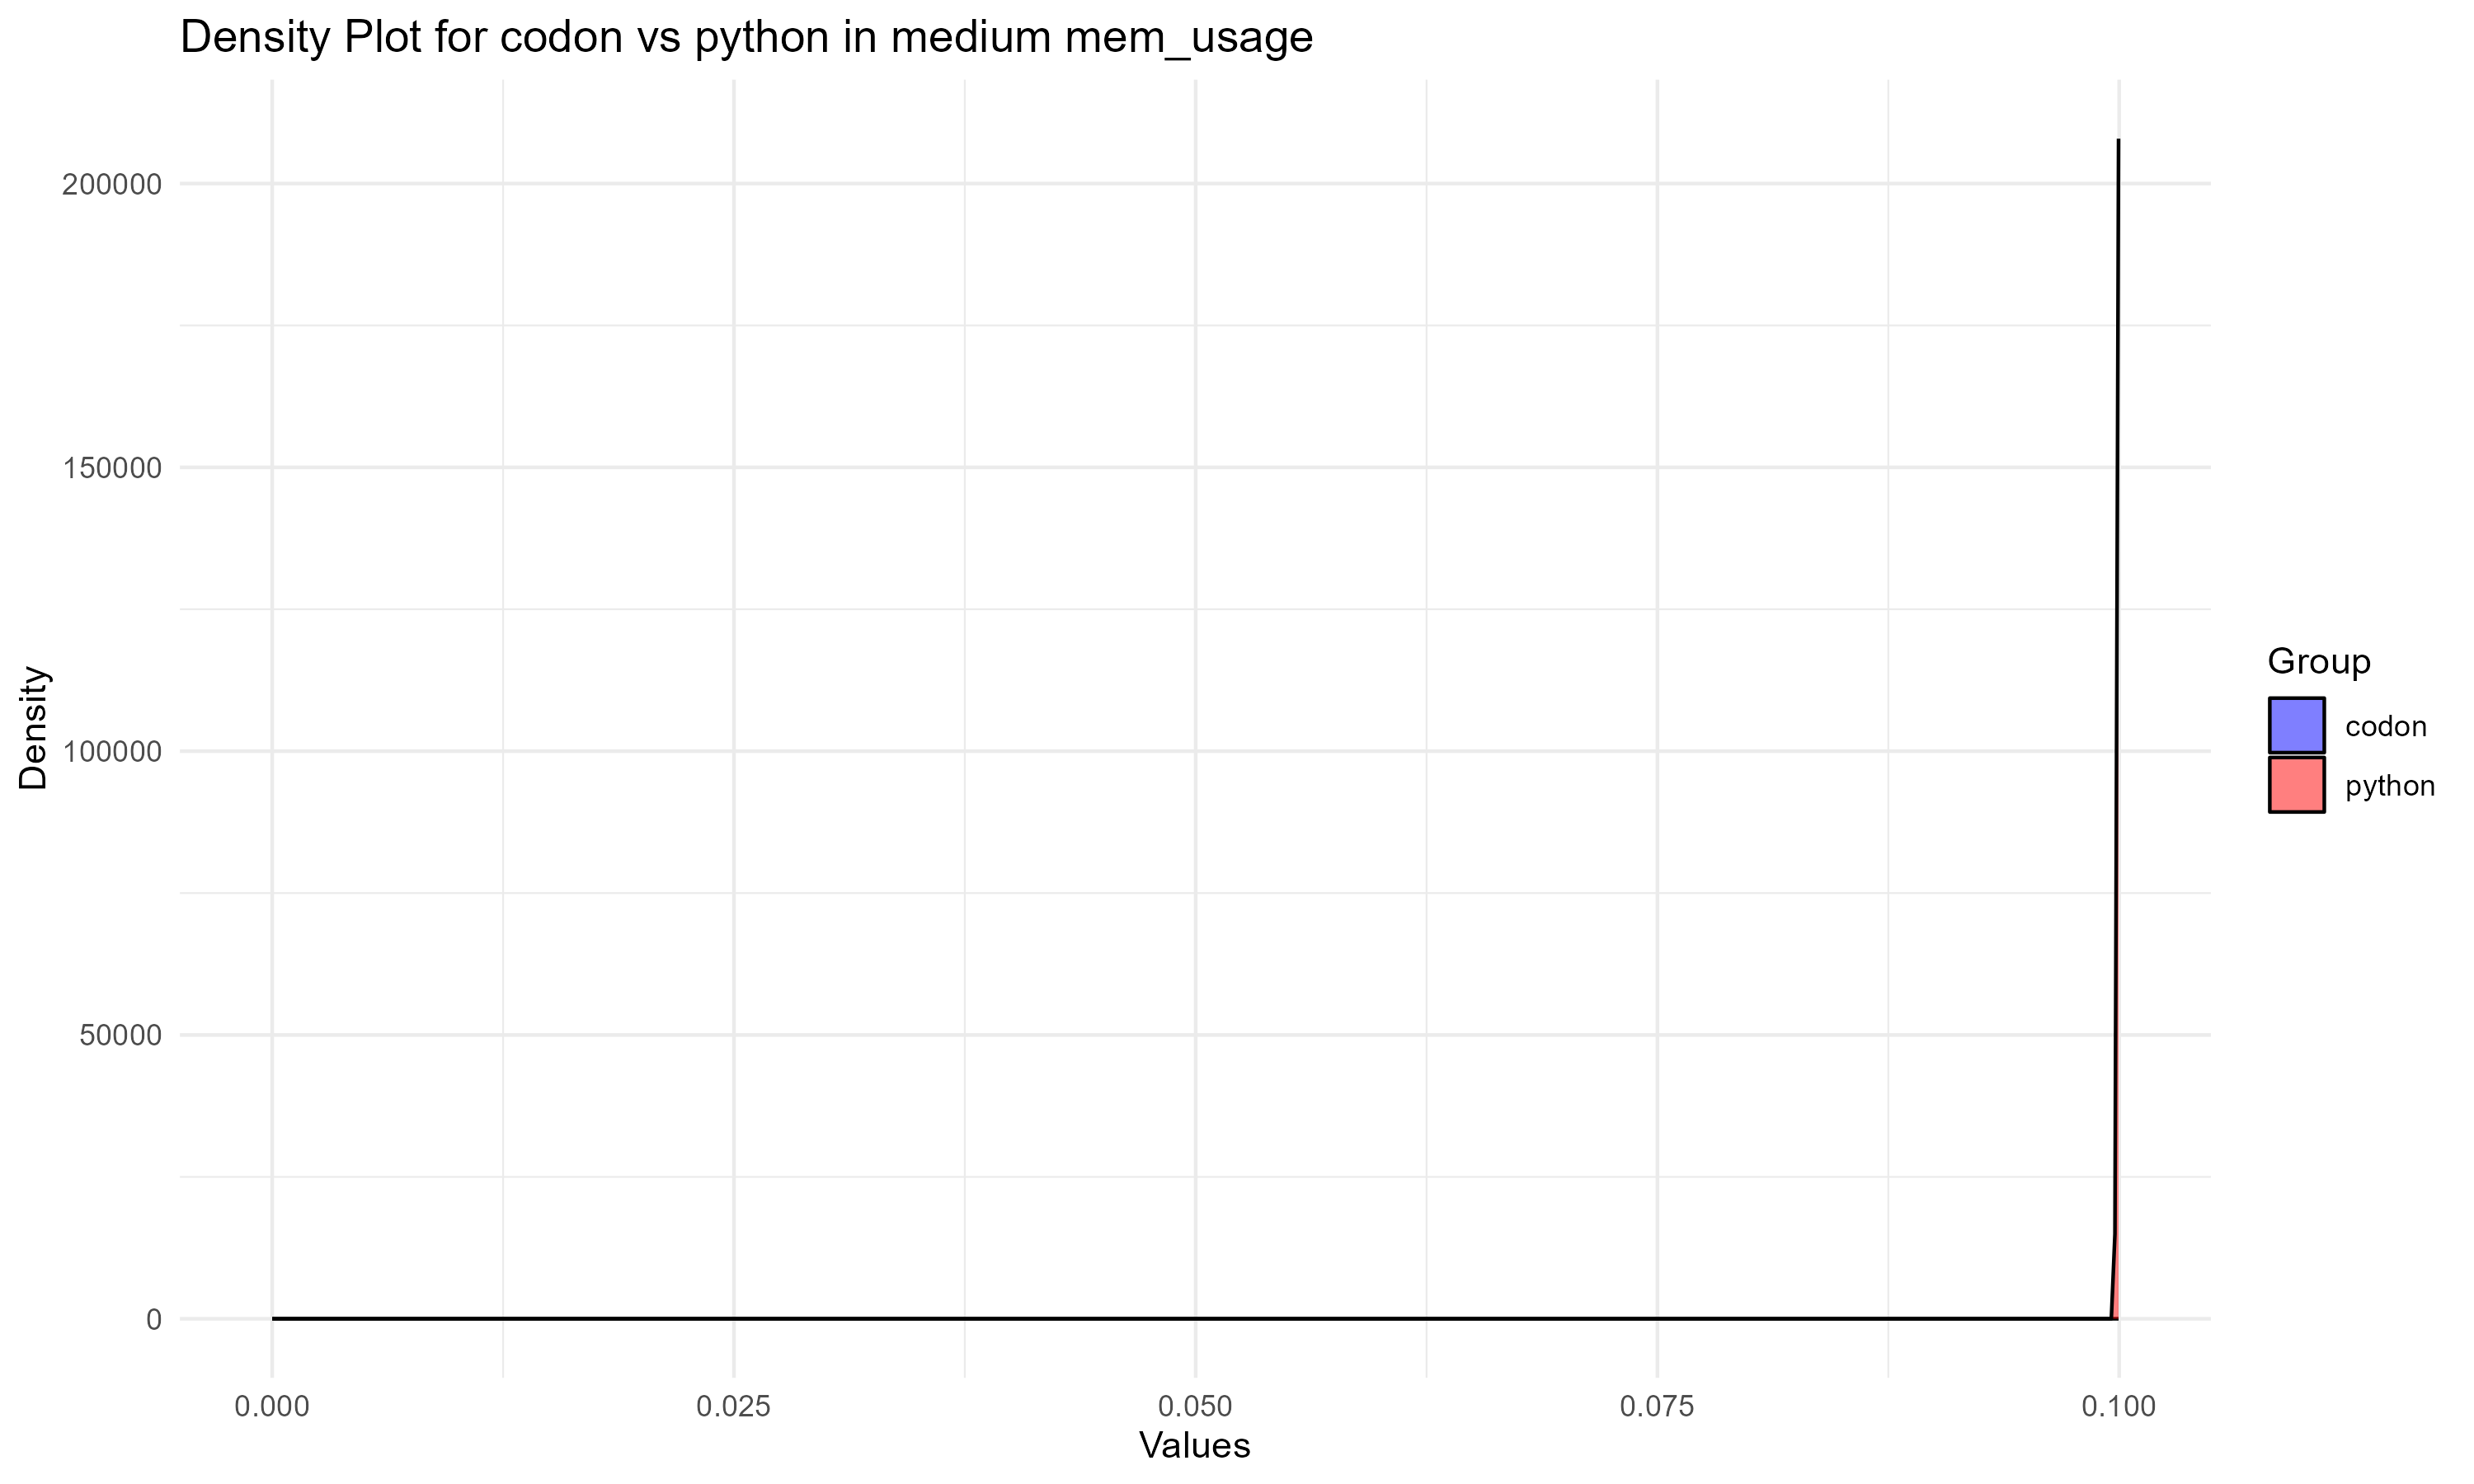 Density Plot for codon vs python in medium mem_usage
200000
150000
100000
50000
0
Density
0.000 0.025 0.050 0.075 0.100
Values
Group
codon
python